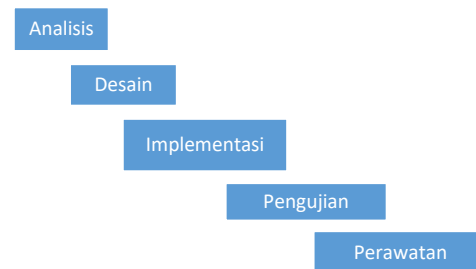 Analisis
Desain
Implementasi
Pengujian
Perawatan